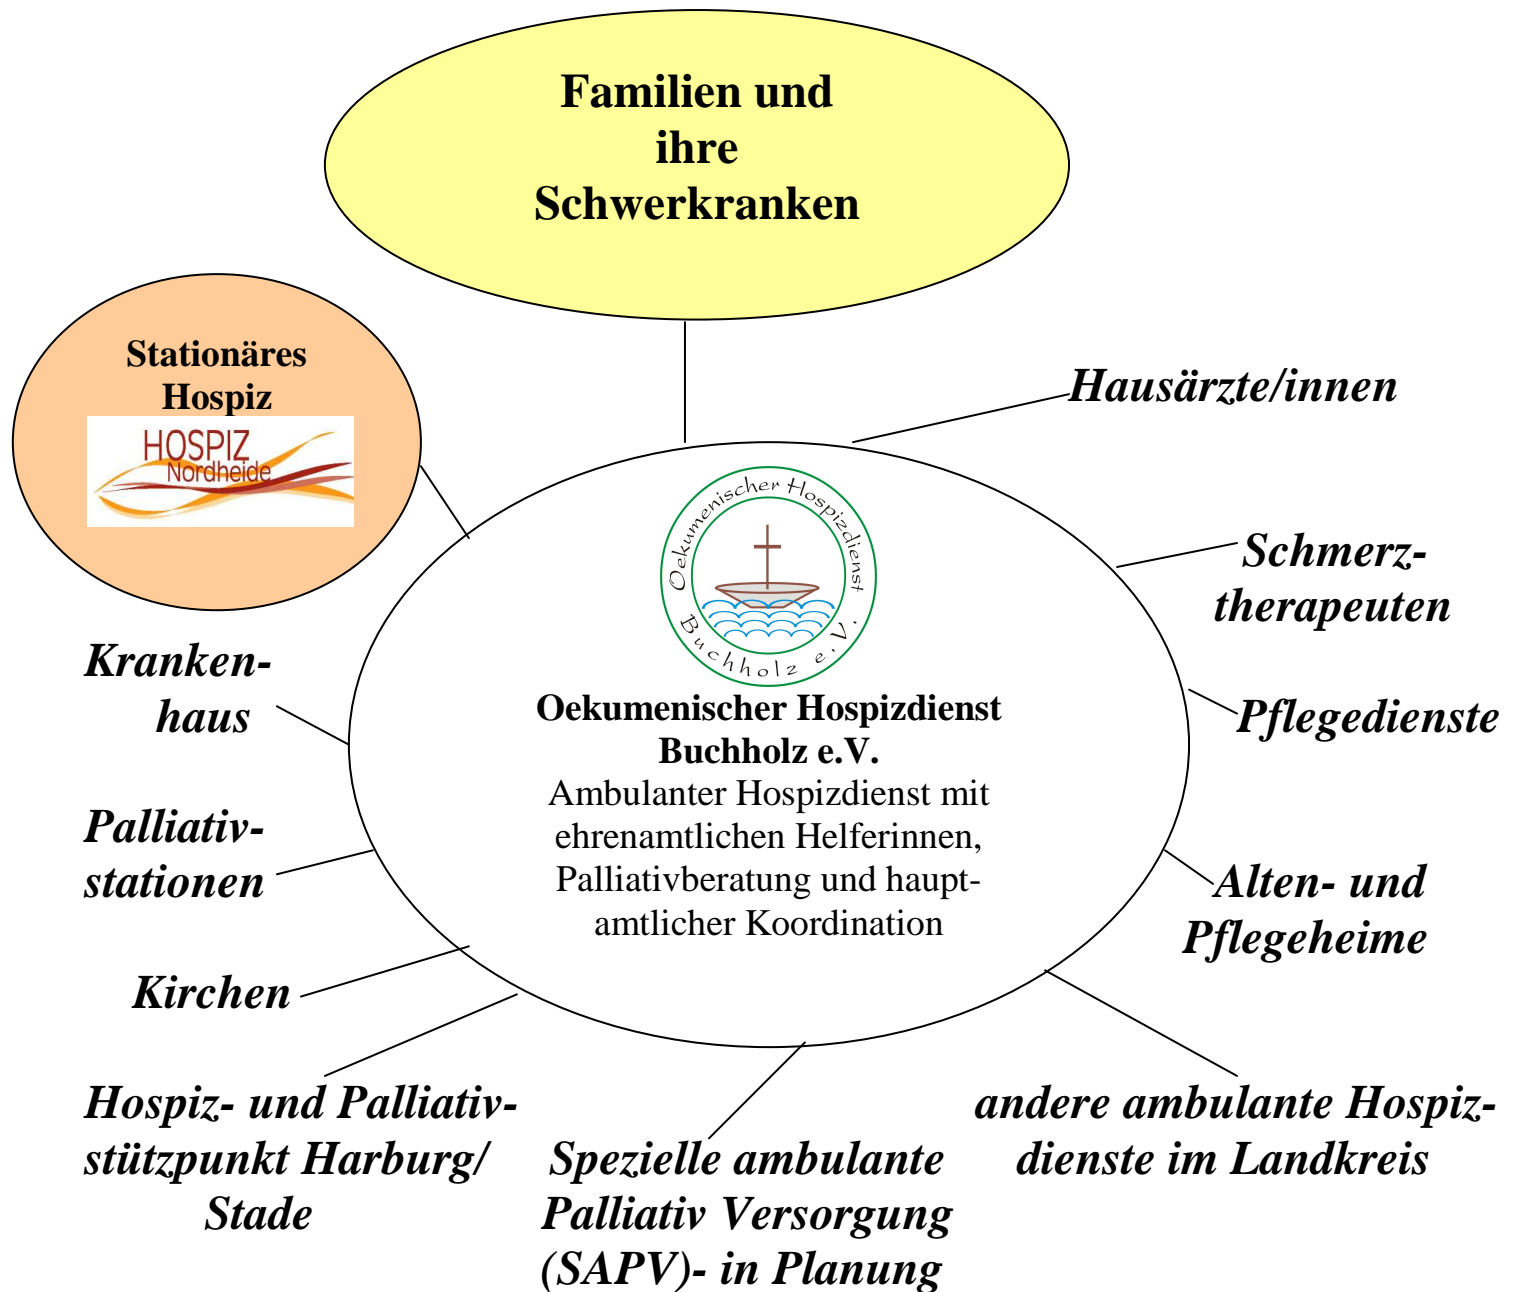 Familien und
ihre
Schwerkranken
Stationäres
Hospiz
HOSPIZ
Nordheide
Hausärzte/innen
Oekumenischer Hospizdienst
Buchholz e.V.
Schmerz-
therapeuten
Kranken-
haus
Pflegedienste
Oekumenischer Hospizdienst
Buchholz e.V.
Ambulanter Hospizdienst mit
ehrenamtlichen Helferinnen,
Palliativberatung und haupt-
amtlicher Koordination
Palliativ-
stationen
Alten- und
Pflegeheime
Kirchen
Hospiz- und Palliativ-
stützpunkt Harburg/
Stade
Spezielle ambulante
Palliativ Versorgung
(SAPV)- in Planung
andere ambulante Hospiz-
dienste im Landkreis